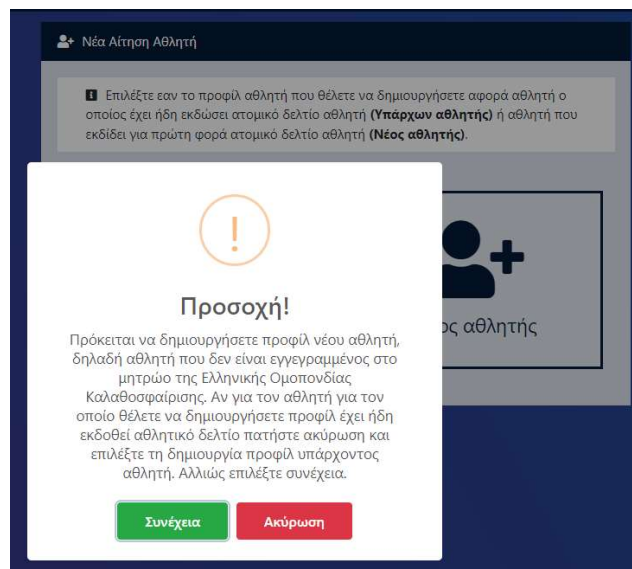 Νέα Αίτηση Αθλητή
Επιλέξτε εαν το προφίλ αθλητή που θέλετε να δημιουργήσετε αφορά αθλητή ο
οποίος έχει ήδη εκδώσει ατομικό δελτίο αθλητή (Υπάρχων αθλητής) ή αθλητή που
εκδίδει για πρώτη φορά ατομικό δελτίο αθλητή (Νέος αθλητής).
αθλητής
Προσοχή!
Πρόκειται να δημιουργήσετε προφίλ νέου αθλητή,
δηλαδή αθλητή που δεν είναι εγγεγραμμένος στο
μητρώο της Ελληνικής Ομοπονδίας
Καλαθοσφαίρισης. Αν για τον αθλητή για τον
οποίο θέλετε να δημιουργήσετε προφίλ έχει ήδη
εκδοθεί αθλητικό δελτίο πατήστε ακύρωση και
επιλέξτε τη δημιουργία προφίλ υπάρχοντος
αθλητή. Αλλιώς επιλέξτε συνέχεια.
Συνέχεια
Ακύρωση